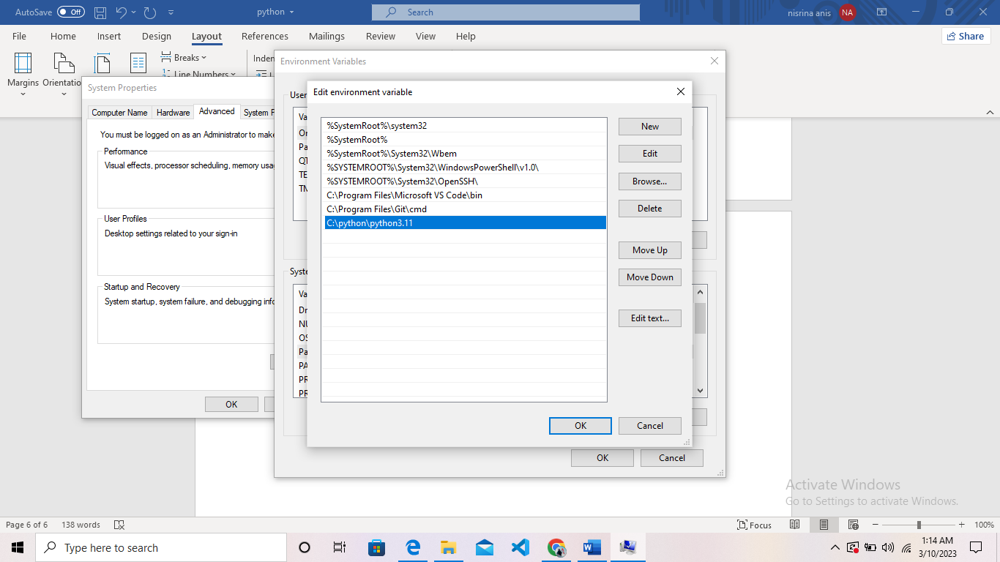 AutoSave Off
python
Search
nisrina anis NA
File Home Insert Design Layout References Mailings Review View Help
Share
Margins
Orientatio
Breaks
Line Numbers
Inden
Environment Variables
System Properties
Computer Name Hardware Advanced System P
You must be logged on as an Administrator to make
Performance
Visual effects, processor scheduling, memory usa
User Profiles
Desktop settings related to your sign-in
Startup and Recovery
System startup, system failure, and debugging info
OK
User
Va
On
Pa
QT
TE
TM
Syste
Va
Dr
NU
OS
Pa
PA
PR
PR
Edit environment variable
%SystemRoot%\system32
%SystemRoot%
%SystemRoot%\System32\Wbem
%SYSTEMROOT%\System32\WindowsPowerShell\v1.0\
%SYSTEMROOT%\System32\OpenSSH\
C:\Program Files\Microsoft VS Code\bin
C:\Program Files\Git\cmd
C:\python\python3.11
New
Edit
Browse...
Delete
Move Up
Move Down
Edit text...
OK Cancel
OK Cancel
Activate Windows
Go to Settings to activate Windows.
Page 6 of 6 138 words
Focus
100%
Type here to search
1:14 AM
3/10/2023